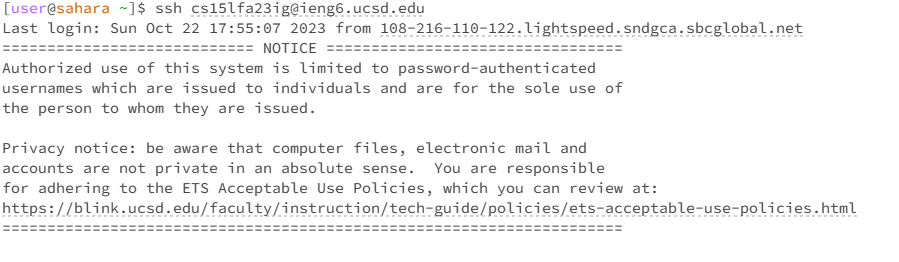 [user@sahara ~]$ ssh cs15lfa23ig@ieng6.ucsd.edu
Last login: Sun Oct 22 17:55:07 2023 from 108-216-110-122.lightspeed.sndgca.sbcglobal.net
============================ NOTICE =================================
Authorized use of this system is limited to password-authenticated
usernames which are issued to individuals and are for the sole use of
the person to whom they are issued.

Privacy notice: be aware that computer files, electronic mail and
accounts are not private in an absolute sense.  You are responsible
for adhering to the ETS Acceptable Use Policies, which you can review at:
https://blink.ucsd.edu/faculty/instruction/tech-guide/policies/ets-acceptable-use-policies.html
=====================================================================